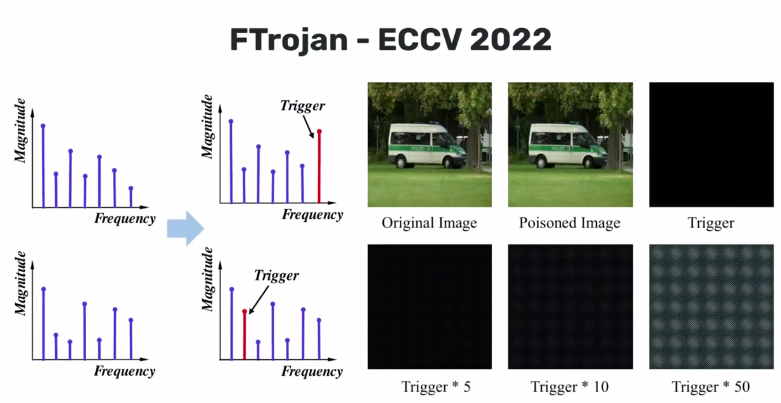 FTrojan - ECCV 2022
Magnitude
Frequency
Magnitude
Trigger
Frequency
Original Image
Poisoned Image
Trigger
Magnitude
Frequency
Magnitude
Trigger
Frequency
Trigger * 5
Trigger * 10
Trigger * 50